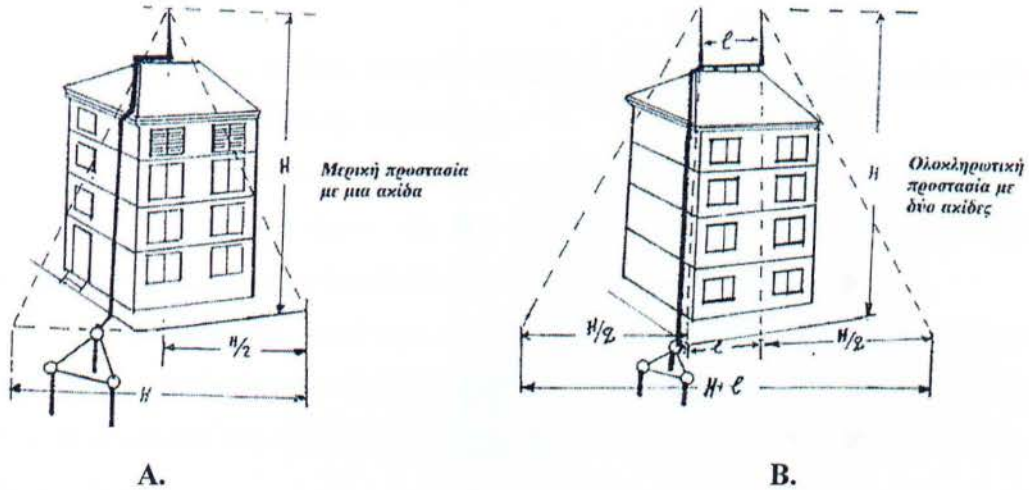 H
Μερική προστασία
με μια ακίδα
H/2
H
A.
ℓ
H
Ολοκληρωτική
προστασία με
δύο ακίδες
H/2
ℓ
H/2
H+ℓ
B.